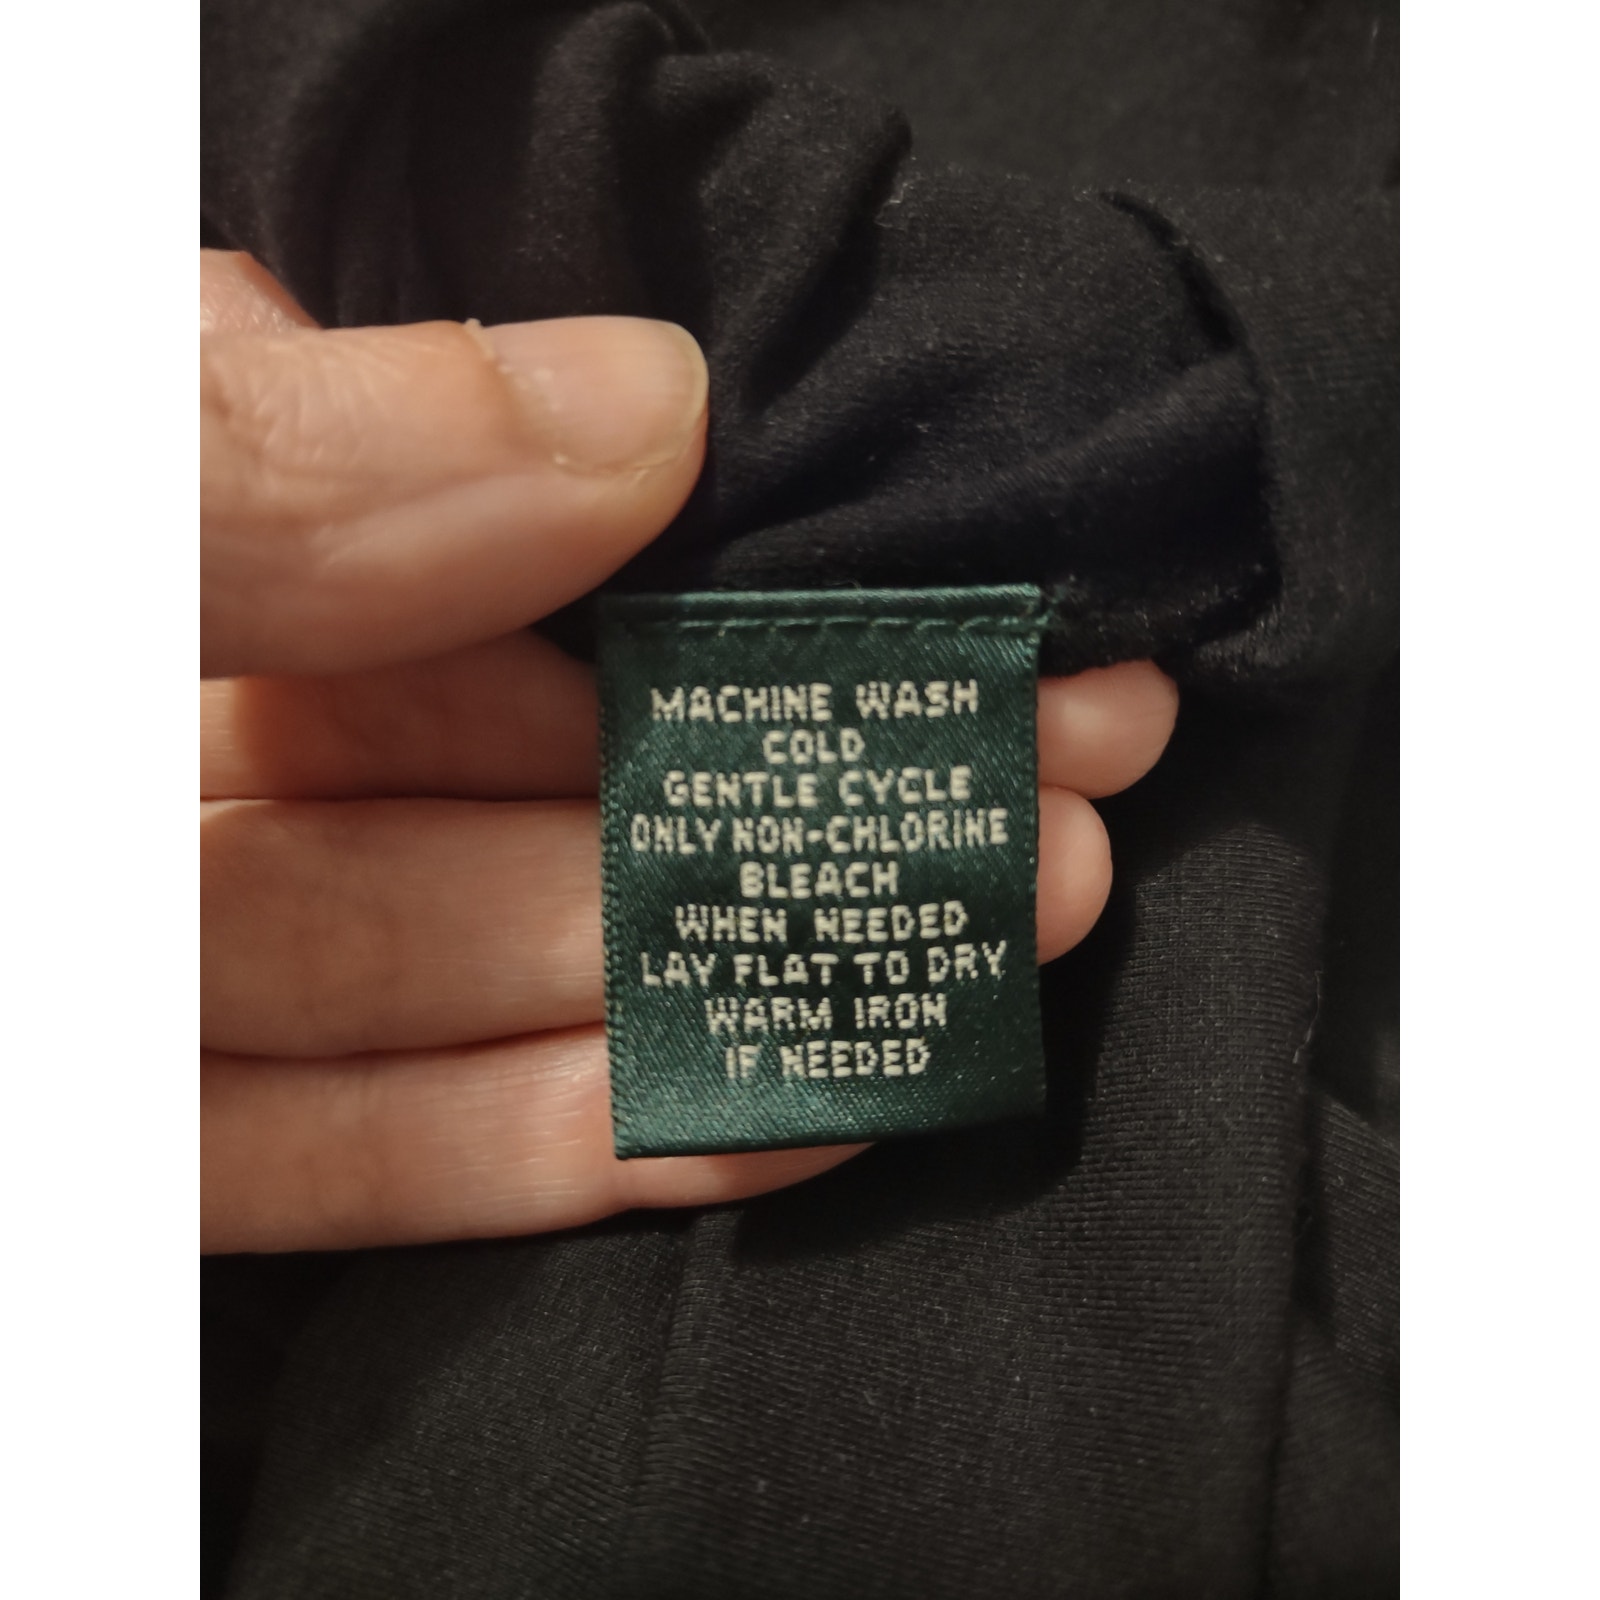 MACHINE WASH
COLD
GENTLE CYCLE
ONLY NON-CHLORINE
BLEACH
WHEN NEEDED
LAY FLAT TO DRY
WARM IRON
IF NEEDED